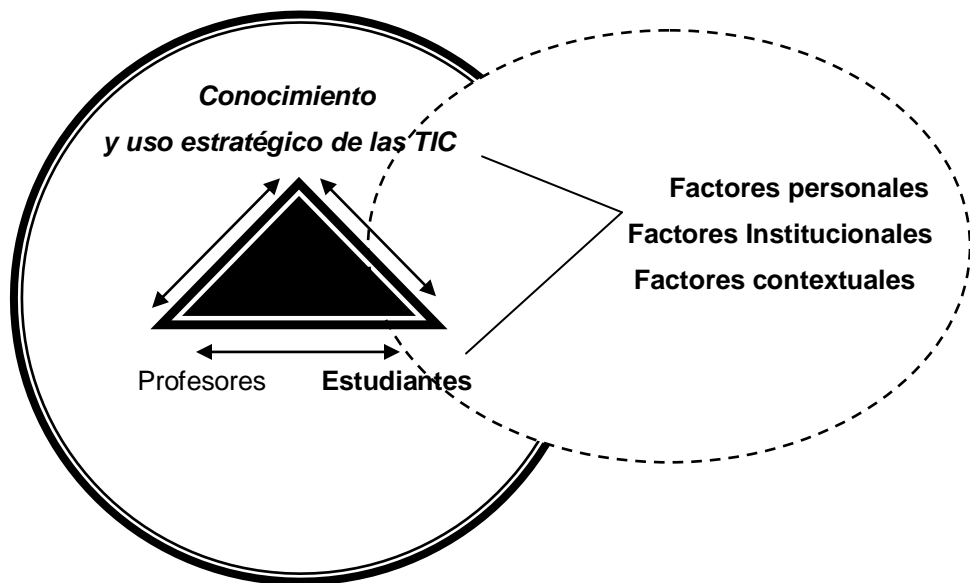 Conocimiento
y uso estratégico de las TIC
Factores personales
Factores Institucionales
Factores contextuales
Profesores
Estudiantes